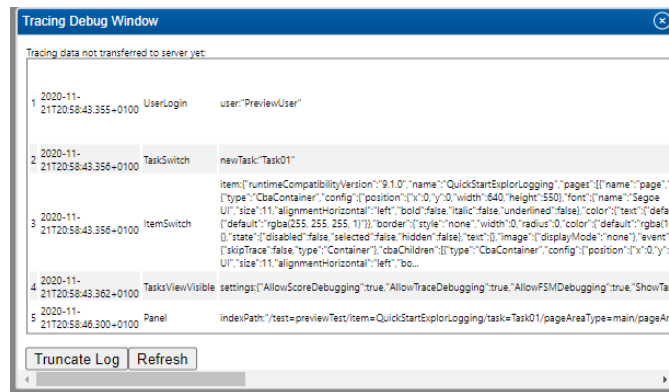 Tracing Debug Window
Tracing data not transferred to server yet:
1 2020-11-21T20:58:43.355+0100 UserLogin user:"PreviewUser"
2 2020-11-21T20:58:43.356+0100 TaskSwitch newTask:"Task01"
item:{"runtimeCompatibilityVersion":"9.1.0","name":"QuickStartExplorLogging","pages":[{"name":"page",
{"type":"CbaContainer","config":{"position":{"x":0,"y":0,"width":640,"height":550},"font":{"name":"Segoe
UI","size":11,"alignmentHorizontal":"left","bold":false,"italic":false,"underlined":false},"color":{"text":{"defa
3 2020-11-21T20:58:43.356+0100 ItemSwitch {"default":"rgba(255, 255, 255, 1)"}},"border":{"style":"none","width":0,"radius":0,"color":{"default":"rgba(1
{},"state":{"disabled":false,"selected":false,"hidden":false},"text":{},"image":{"displayMode":"none"},"event"
{"skipTrace":false,"type":"Container"},"cbaChildren":[{"type":"CbaContainer","config":{"position":{"x":0,"y":
UI","size":11,"alignmentHorizontal":"left","bo...
4 2020-11-21T20:58:43.362+0100 TasksViewVisible settings:{"AllowScoreDebugging":true,"AllowTraceDebugging":true,"AllowFSMDebugging":true,"ShowTa
5 2020-11-21T20:58:46.300+0100 Panel indexPath:"/test=previewTest/item=QuickStartExplorLogging/task=Task01/pageAreaType=main/pageAr
Truncate Log Refresh